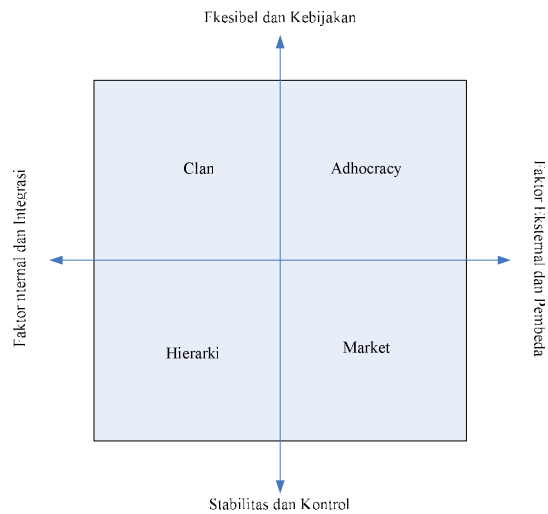 Fkesibel dan Kebijakan
Clan
Adhocracy
Faktor nternal dan Integrasi
Faktor Eksternal dan Pembeda
Hierarki
Market
Stabilitas dan Kontrol